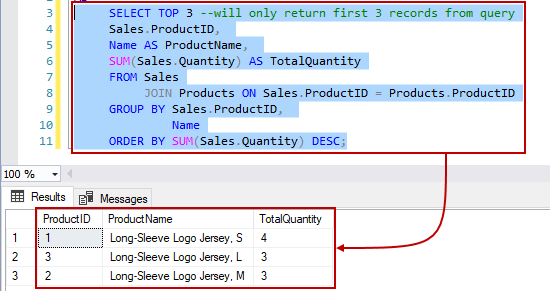 3 SELECT TOP 3 --will only return first 3 records from query
4 Sales.ProductID,
5 Name AS ProductName,
6 SUM(Sales.Quantity) AS TotalQuantity
7 FROM Sales
8 JOIN Products ON Sales.ProductID = Products.ProductID
9 GROUP BY Sales.ProductID,
10 Name
11 ORDER BY SUM(Sales.Quantity) DESC;
100 %
Results Messages
ProductID ProductName TotalQuantity
1 1 Long-Sleeve Logo Jersey, S 4
2 3 Long-Sleeve Logo Jersey, L 3
3 2 Long-Sleeve Logo Jersey, M 3